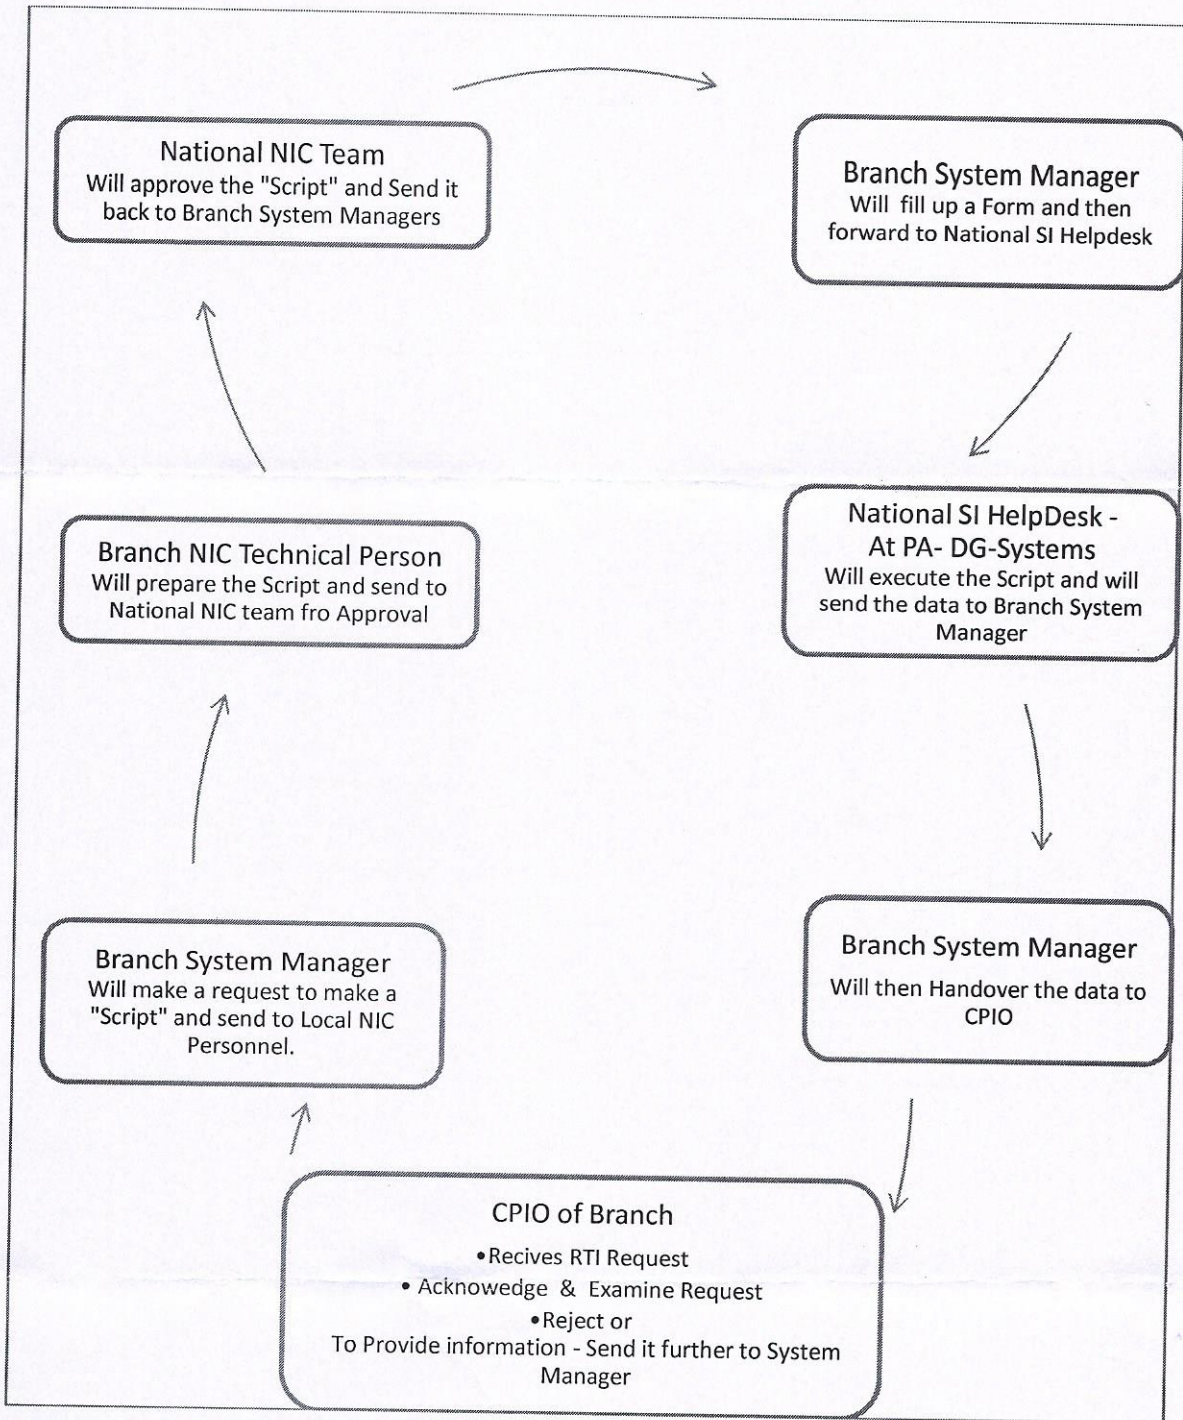 National NIC Team
Will approve the "Script" and Send it
back to Branch System Managers
Branch System Manager
Will fill up a Form and then
forward to National SI Helpdesk
Branch NIC Technical Person
Will prepare the Script and send to
National NIC team fro Approval
National SI HelpDesk -
At PA- DG-Systems
Will execute the Script and will
send the data to Branch System
Manager
Branch System Manager
Will make a request to make a
"Script" and send to Local NIC
Personnel.
Branch System Manager
Will then Handover the data to
CPIO
CPIO of Branch
•Recives RTI Request
• Acknowedge & Examine Request
•Reject or
To Provide information - Send it further to System
Manager